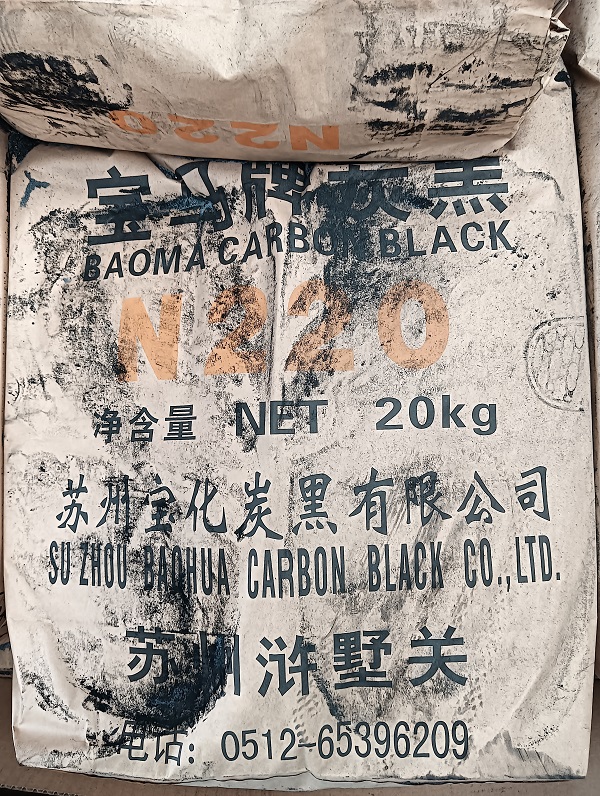 N220
宝马牌炭黑
BAOMA CARBON BLACK
N220
净含量 NET 20kg
苏州宝化炭黑有限公司
SU ZHOU BAOHUA CARBON BLACK CO.,LTD.
苏州浒墅关
电话: 0512-65396209